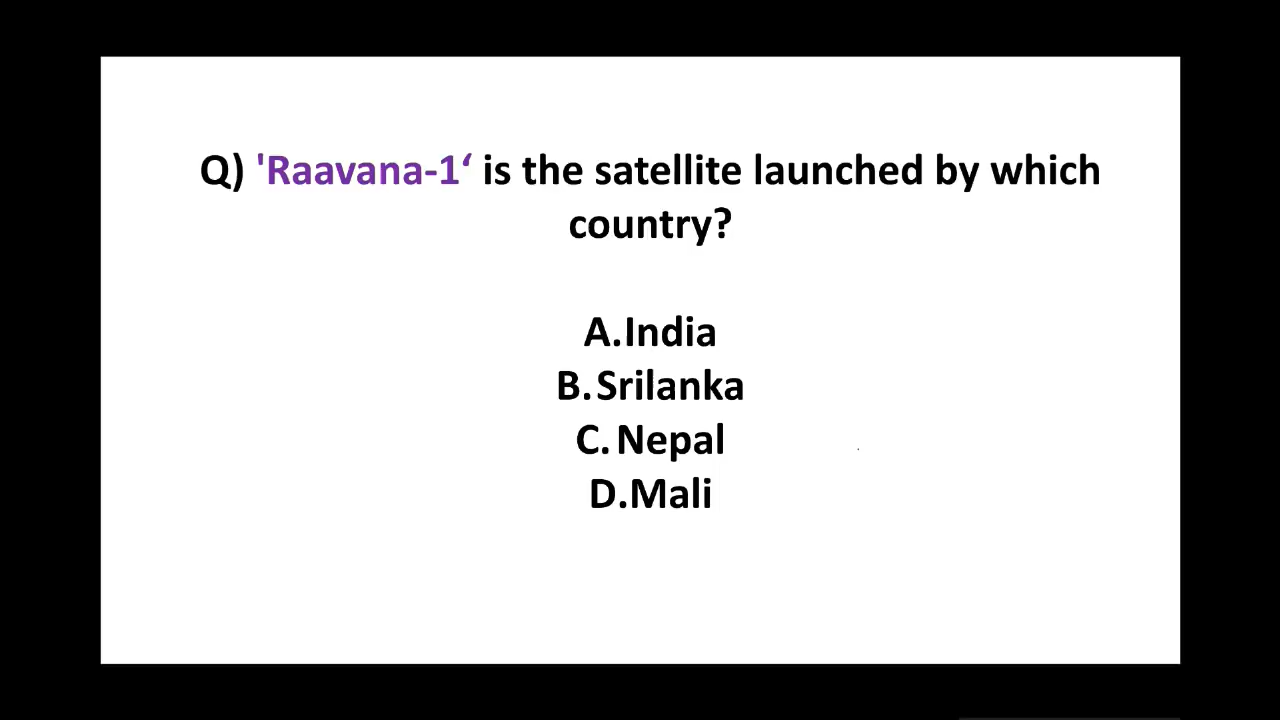 Q) 'Raavana-1‘ is the satellite launched by which
country?
A.India
B.Srilanka
C.Nepal
D.Mali